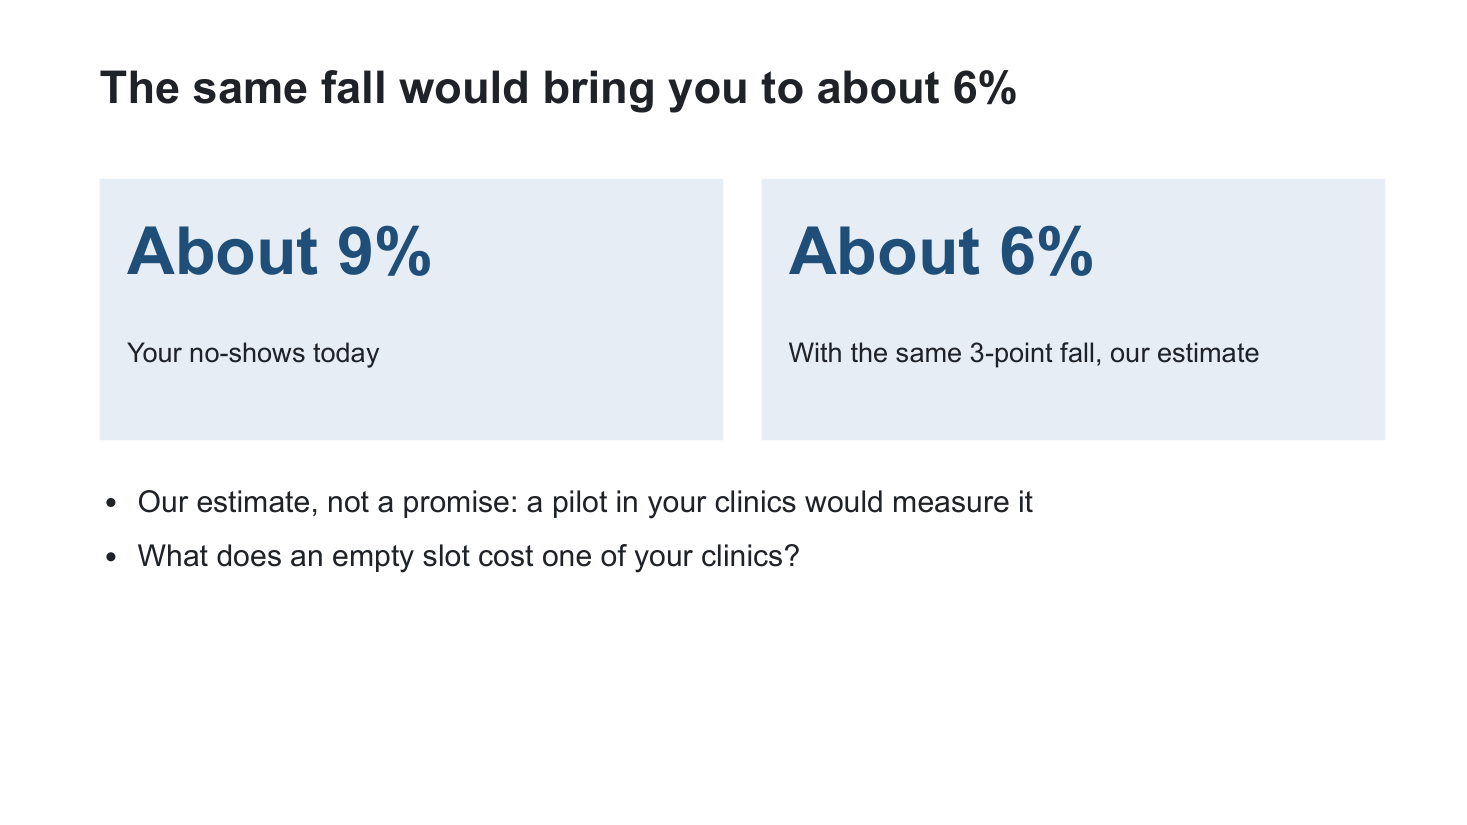 The same fall would bring you to about 6%
About 9%
Your no-shows today
About 6%
With the same 3-point fall, our estimate
• Our estimate, not a promise: a pilot in your clinics would measure it
• What does an empty slot cost one of your clinics?